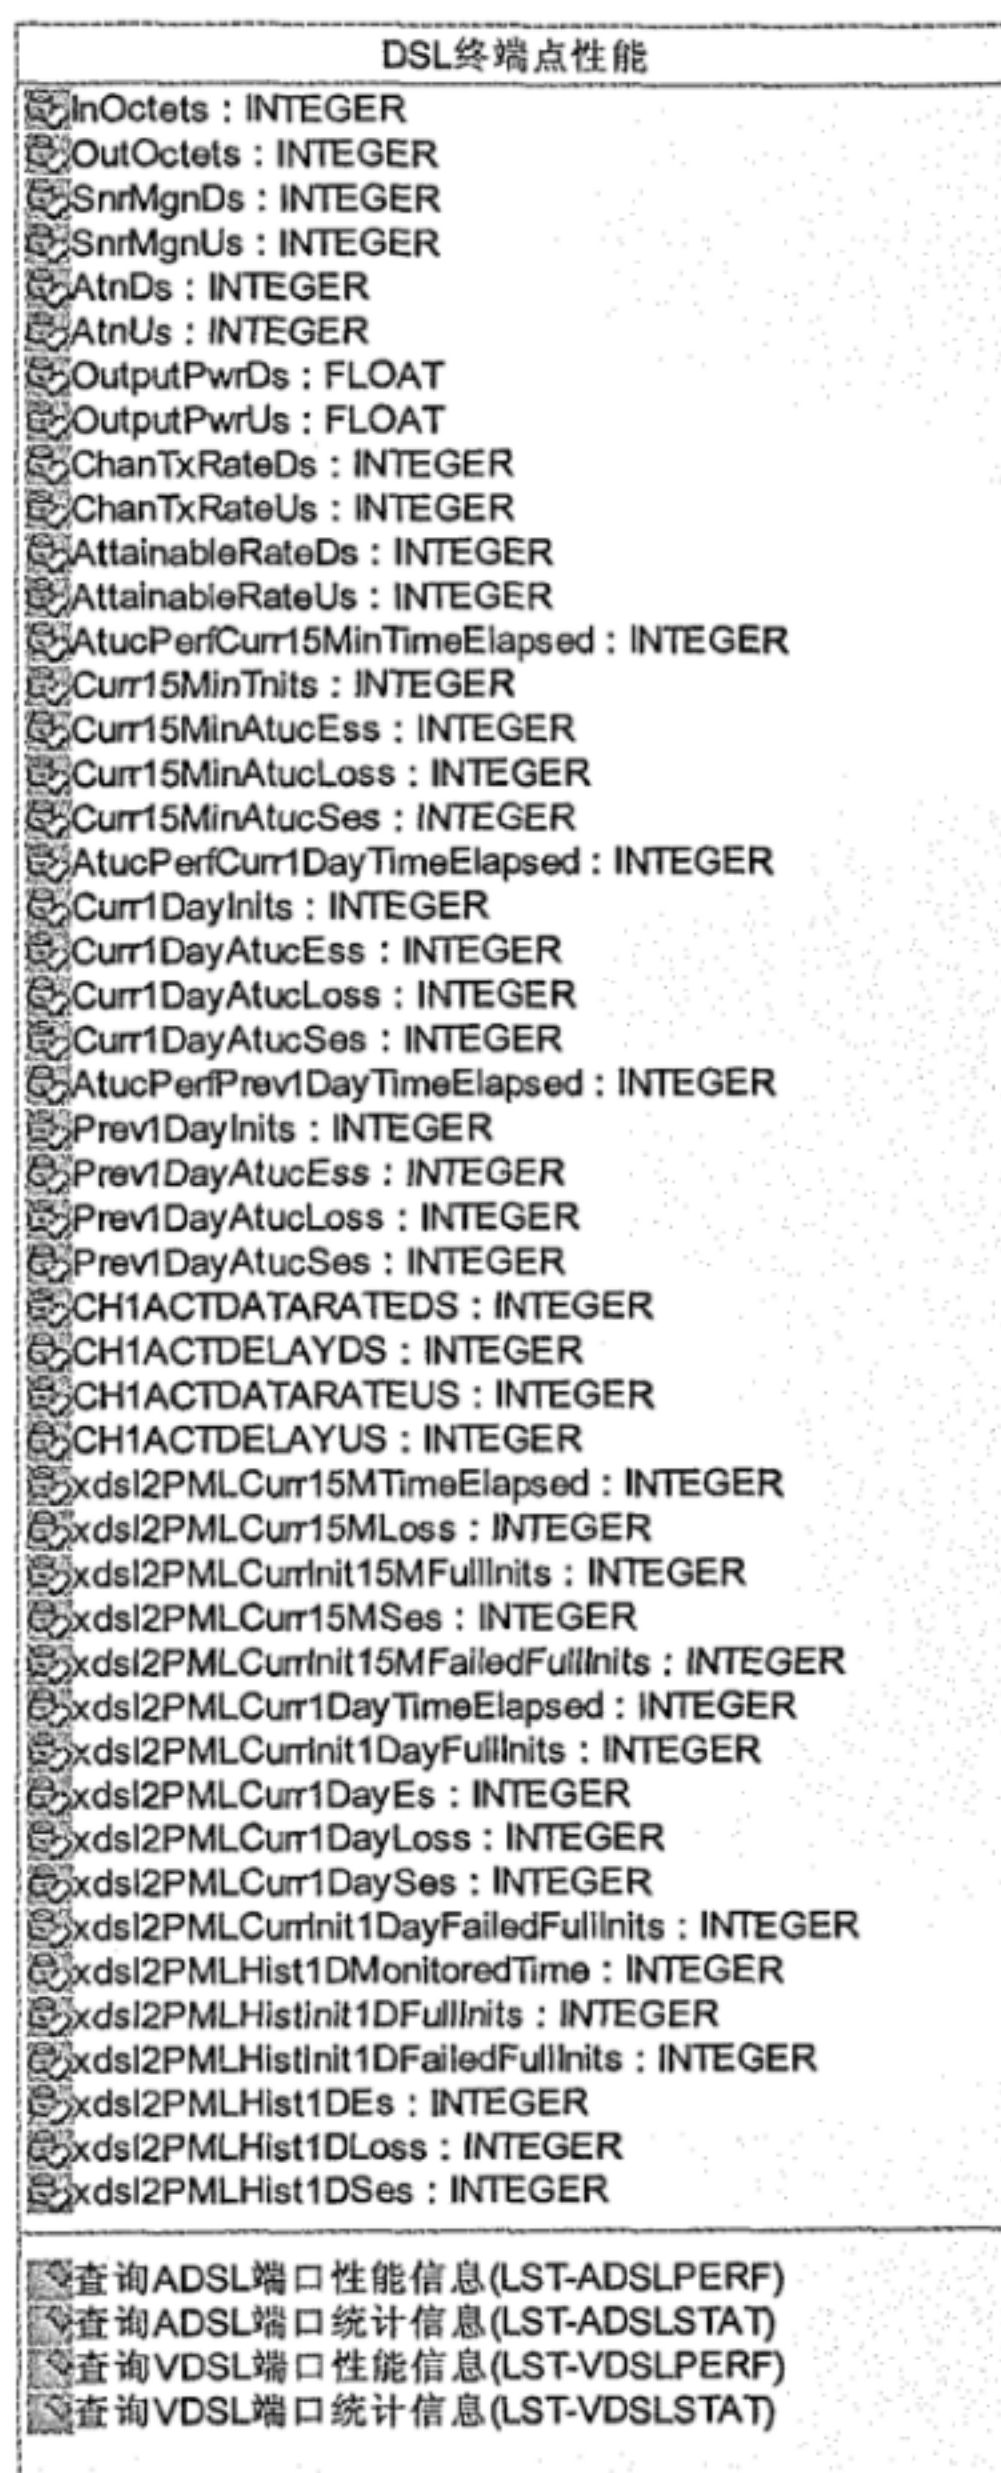 DSL终端点性能
InOctets : INTEGER
OutOctets : INTEGER
SnrMgnDs : INTEGER
SnrMgnUs : INTEGER
AtnDs : INTEGER
AtnUs : INTEGER
OutputPwrDs : FLOAT
OutputPwrUs : FLOAT
ChanTxRateDs : INTEGER
ChanTxRateUs : INTEGER
AttainableRateDs : INTEGER
AttainableRateUs : INTEGER
AtucPerfCurr15MinTimeElapsed : INTEGER
Curr15MinTnits : INTEGER
Curr15MinAtucEss : INTEGER
Curr15MinAtucLoss : INTEGER
Curr15MinAtucSes : INTEGER
AtucPerfCurr1DayTimeElapsed : INTEGER
Curr1DayInits : INTEGER
Curr1DayAtucEss : INTEGER
Curr1DayAtucLoss : INTEGER
Curr1DayAtucSes : INTEGER
AtucPerfPrev1DayTimeElapsed : INTEGER
Prev1DayInits : INTEGER
Prev1DayAtucEss : INTEGER
Prev1DayAtucLoss : INTEGER
Prev1DayAtucSes : INTEGER
CH1ACTDATARATEDS : INTEGER
CH1ACTDELAYDS : INTEGER
CH1ACTDATARATEUS : INTEGER
CH1ACTDELAYUS : INTEGER
xdsl2PMLCurr15MTimeElapsed : INTEGER
xdsl2PMLCurr15MLoss : INTEGER
xdsl2PMLCurrInit15MFullInits : INTEGER
xdsl2PMLCurr15MSes : INTEGER
xdsl2PMLCurrInit15MFailedFullInits : INTEGER
xdsl2PMLCurr1DayTimeElapsed : INTEGER
xdsl2PMLCurrInit1DayFullInits : INTEGER
xdsl2PMLCurr1DayEs : INTEGER
xdsl2PMLCurr1DayLoss : INTEGER
xdsl2PMLCurr1DaySes : INTEGER
xdsl2PMLCurrInit1DayFailedFullInits : INTEGER
xdsl2PMLHist1DMonitoredTime : INTEGER
xdsl2PMLHistInit1DFullInits : INTEGER
xdsl2PMLHistInit1DFailedFullInits : INTEGER
xdsl2PMLHist1DEs : INTEGER
xdsl2PMLHist1DLoss : INTEGER
xdsl2PMLHist1DSes : INTEGER
查询ADSL端口性能信息(LST-ADSLPERF)
查询ADSL端口统计信息(LST-ADSLSTAT)
查询VDSL端口性能信息(LST-VDSLPERF)
查询VDSL端口统计信息(LST-VDSLSTAT)